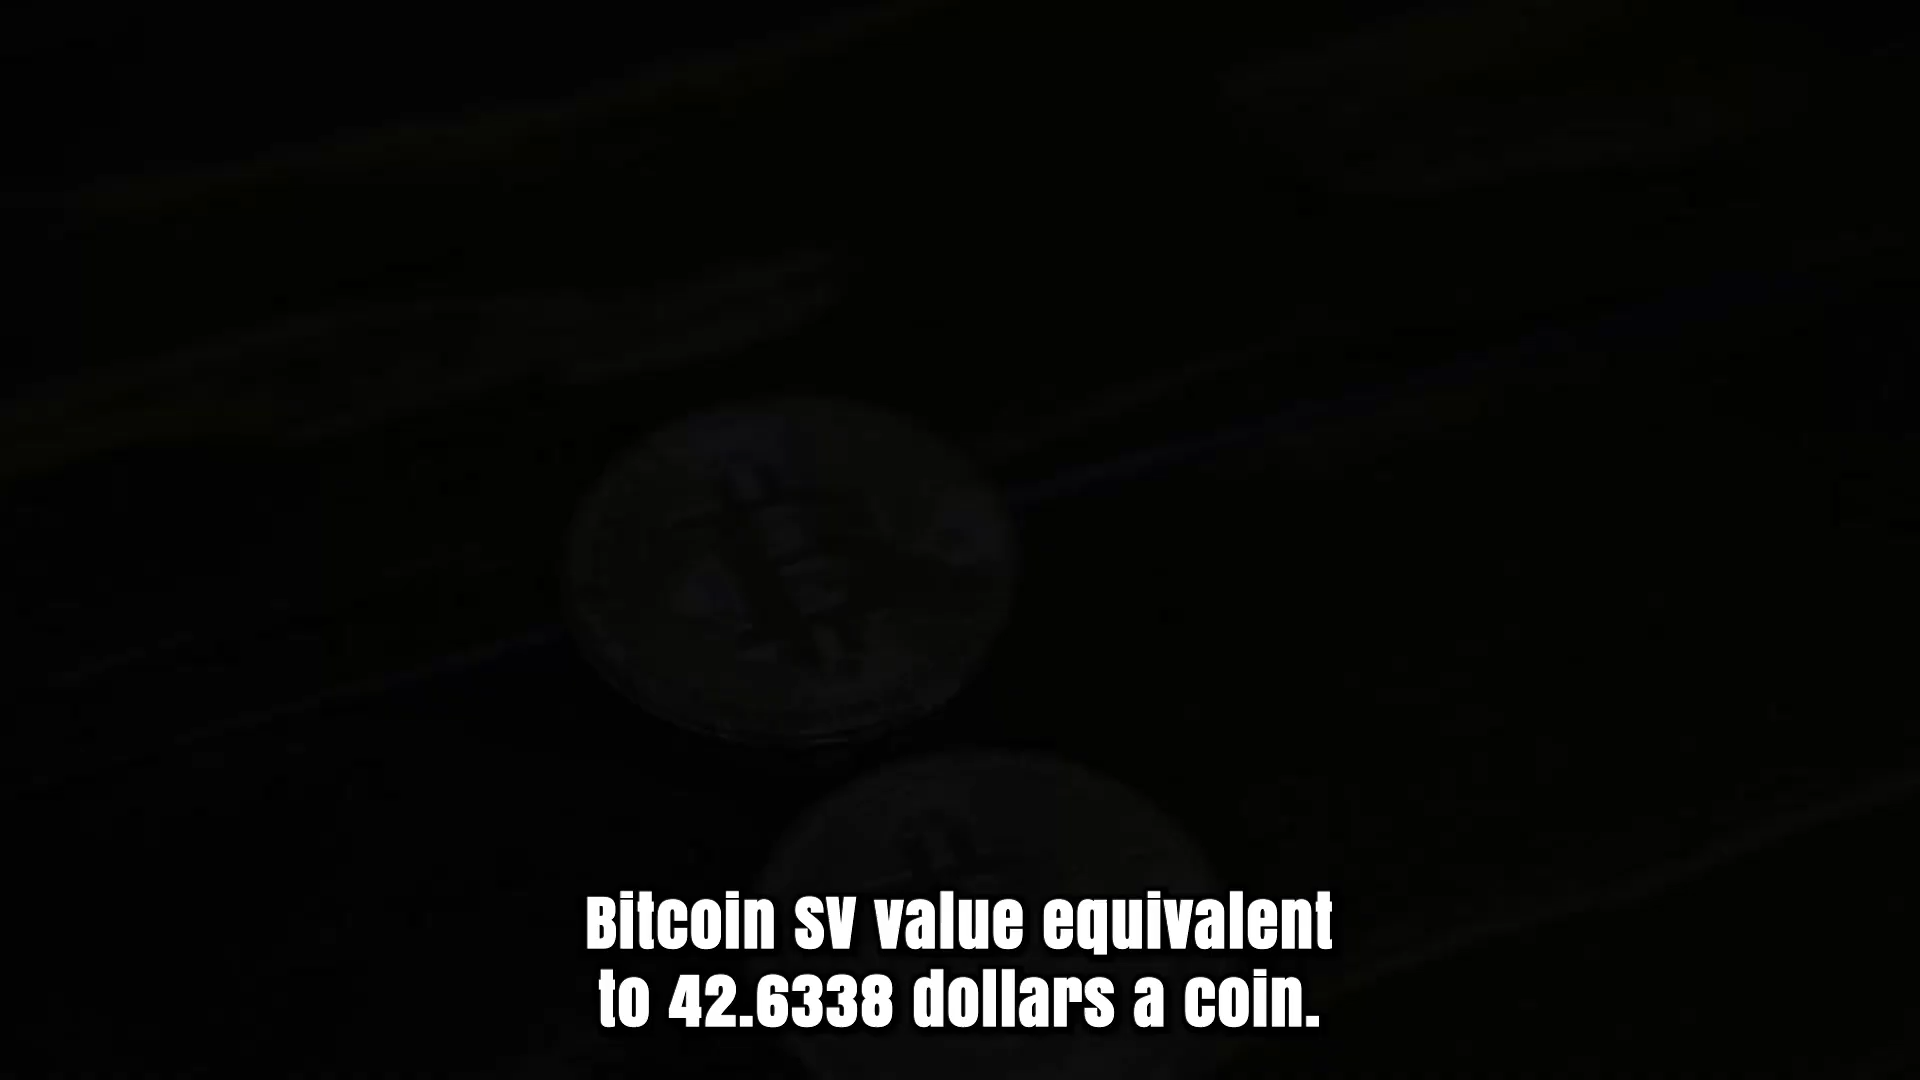 Bitcoin SV value equivalent
to 42.6338 dollars a coin.